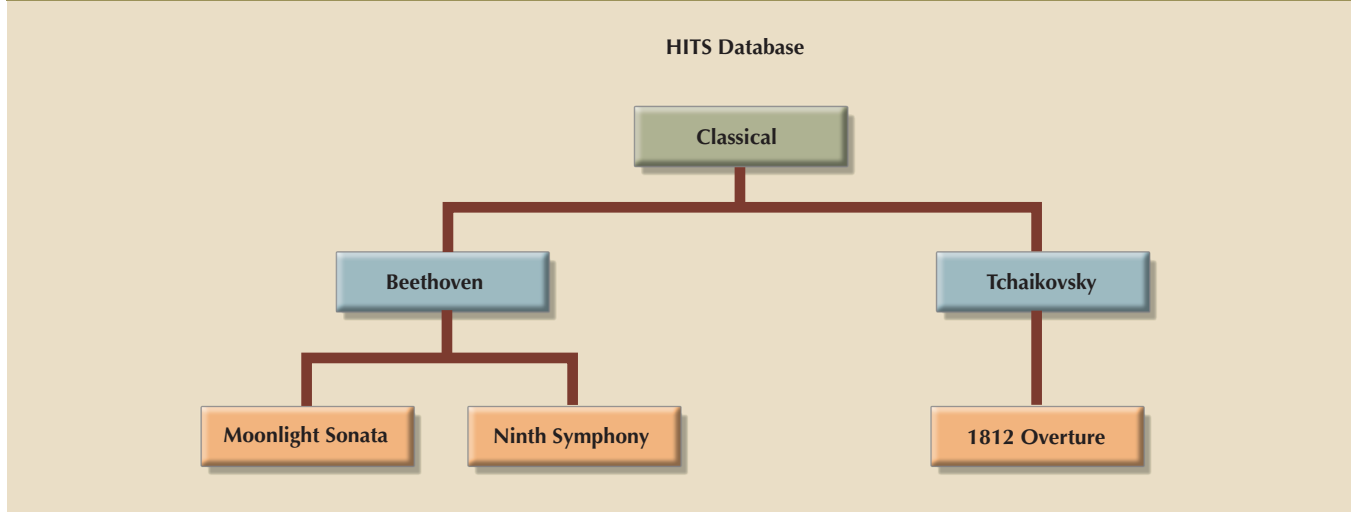 HITS Database
Classical
Beethoven
Tchaikovsky
Moonlight Sonata
Ninth Symphony
1812 Overture